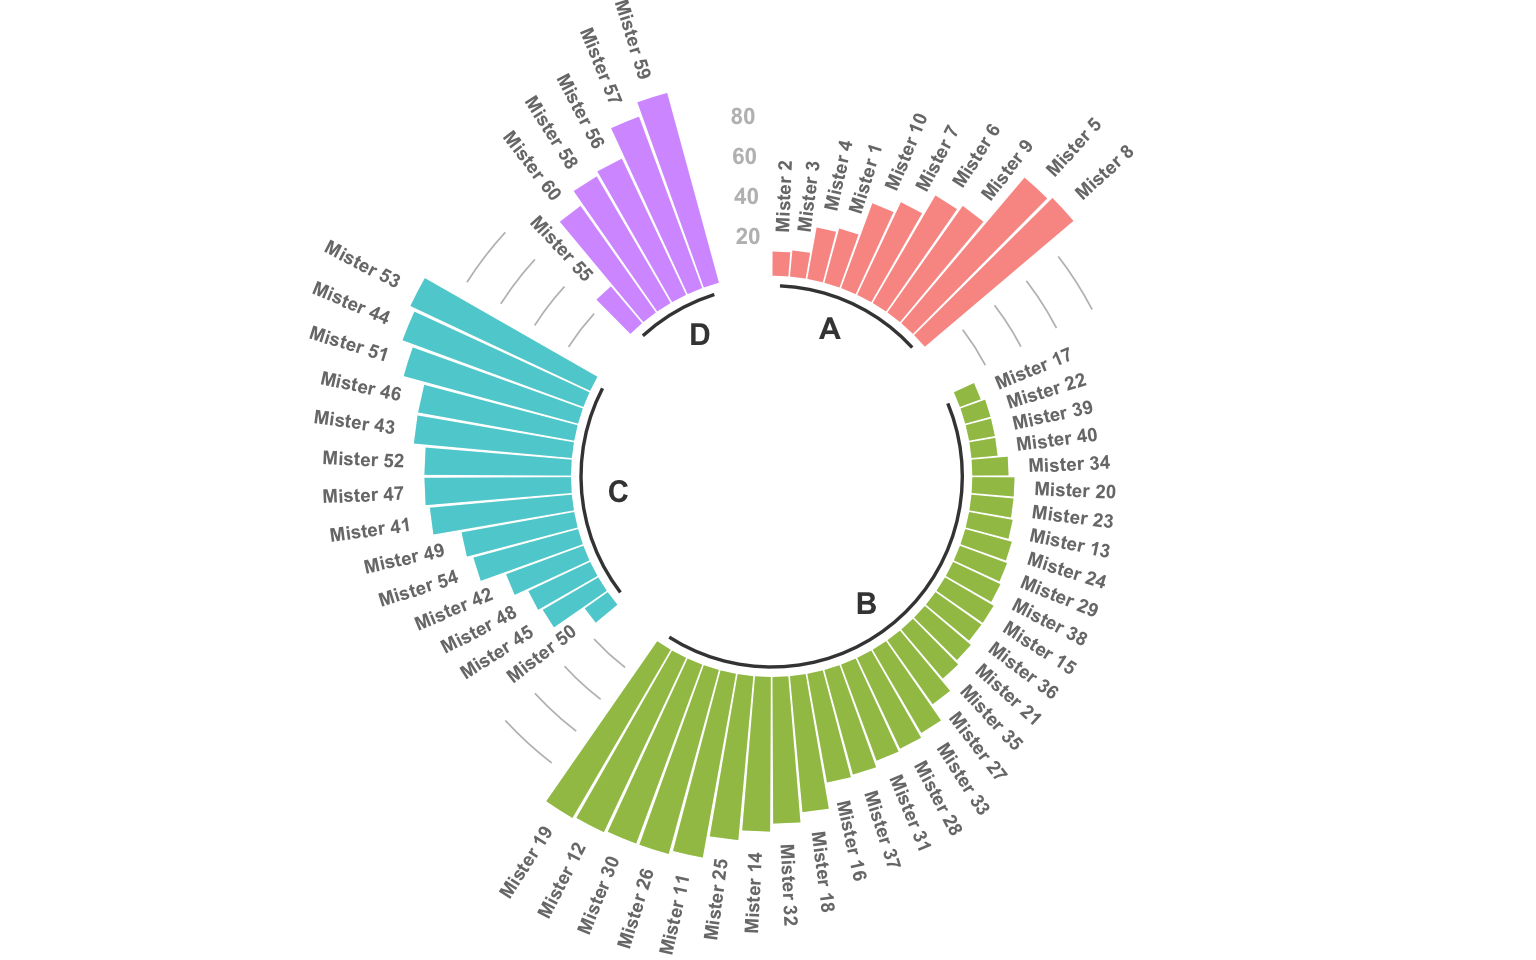 80
60
40
20
Mister 2
Mister 3
Mister 4
Mister 1
Mister 10
Mister 7
Mister 6
Mister 9
Mister 5
Mister 8
A
Mister 17
Mister 22
Mister 39
Mister 40
Mister 34
Mister 20
Mister 23
Mister 13
Mister 24
Mister 29
Mister 38
Mister 15
Mister 36
Mister 21
Mister 35
Mister 27
Mister 33
Mister 28
Mister 31
Mister 37
Mister 16
Mister 18
Mister 32
Mister 14
Mister 25
Mister 11
Mister 26
Mister 30
Mister 12
Mister 19
B
Mister 50
Mister 45
Mister 48
Mister 42
Mister 54
Mister 49
Mister 41
Mister 47
Mister 52
Mister 43
Mister 46
Mister 51
Mister 44
Mister 53
C
Mister 55
Mister 60
Mister 58
Mister 56
Mister 57
Mister 59
D